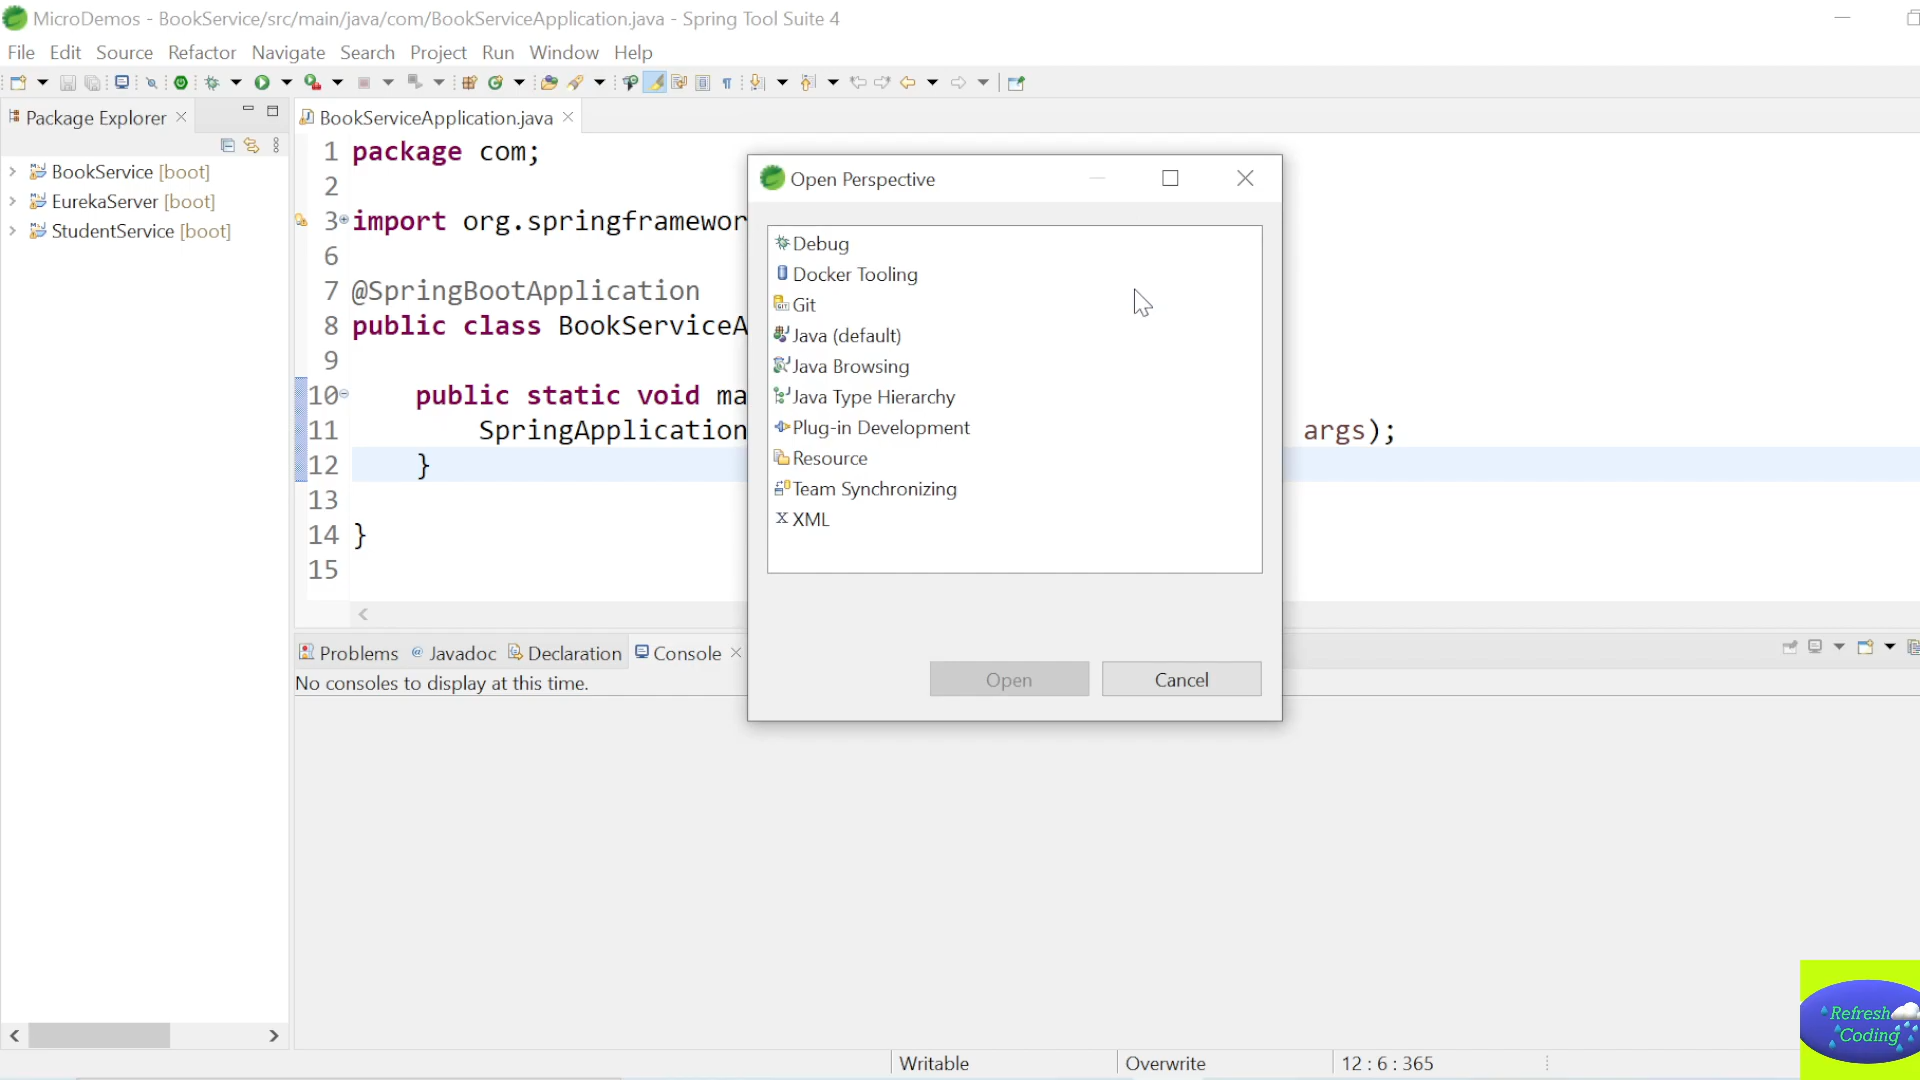 MicroDemos - BookService/src/main/java/com/BookServiceApplication.java - Spring Tool Suite 4
File Edit Source Refactor Navigate Search Project Run Window Help
Package Explorer
BookService [boot]
EurekaServer [boot]
StudentService [boot]
BookServiceApplication.java
1 package com;
2
3 import org.springframewor
6
7 @SpringBootApplication
8 public class BookServiceA
9
10 public static void ma
11 SpringApplication args);
12 }
13
14 }
15
Open Perspective
Debug
Docker Tooling
Git
Java (default)
Java Browsing
Java Type Hierarchy
Plug-in Development
Resource
Team Synchronizing
X XML
Open Cancel
Problems @ Javadoc Declaration Console
No consoles to display at this time.
Writable Overwrite 12 : 6 : 365
Refresh
Coding